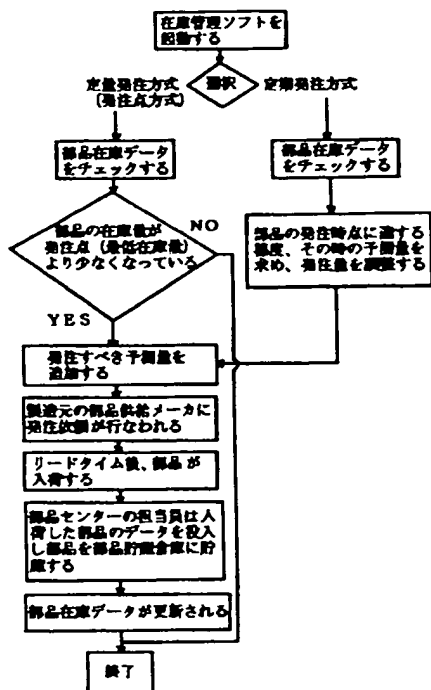 在庫管理ソフトを
起動する
選択
定量発注方式
(発注点方式)
定期発注方式
部品在庫データ
をチェックする
部品在庫データ
をチェックする
部品の在庫量が
発注点(最低在庫量)
より少なくなっている
NO
YES
部品の発注時点に達する
都度、その時の予測量を
求め、発注量を調整する
発注すべき予測量を
追加する
製造元の部品供給メーカに
発注依頼が行なわれる
リードタイム後、部品が
入荷する
部品センターの担当員は入
荷した部品のデータを投入
し部品を部品貯蔵倉庫に貯
蔵する
部品在庫データが更新される
終了